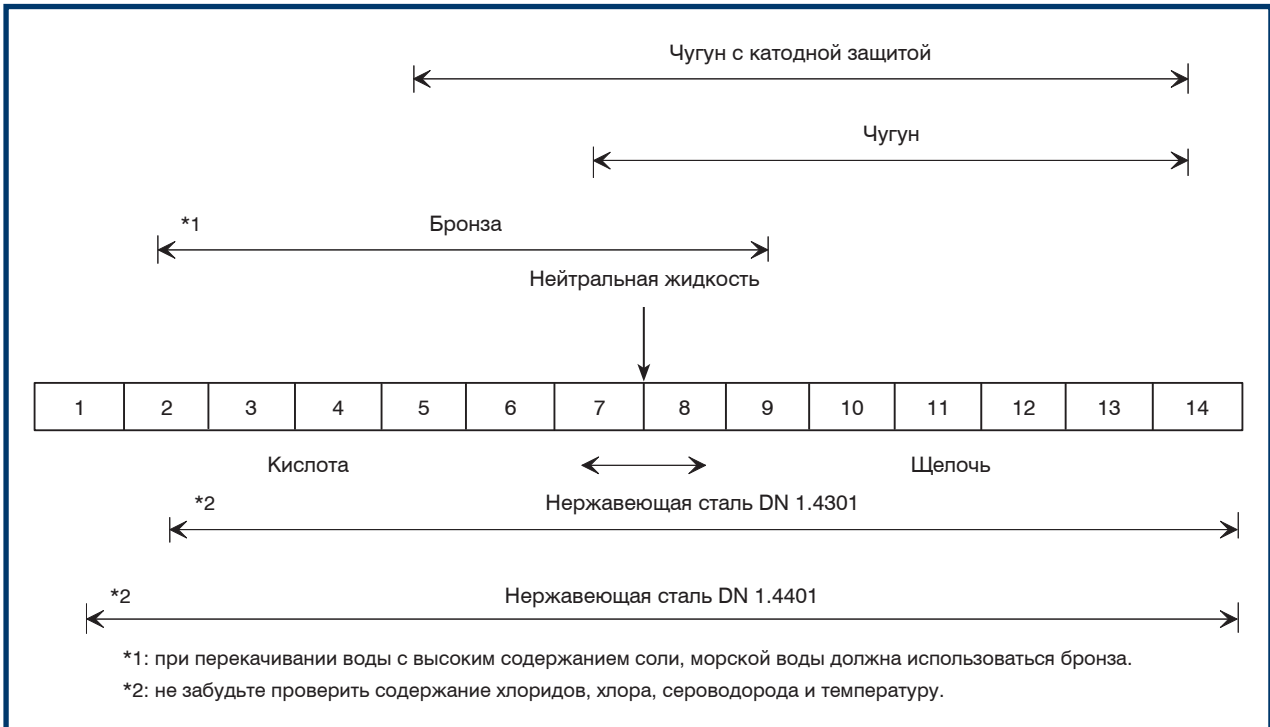 Чугун с катодной защитой
Чугун
*1 Бронза
Нейтральная жидкость
1 2 3 4 5 6 7 8 9 10 11 12 13 14
Кислота Щелочь
*2 Нержавеющая сталь DN 1.4301
*2 Нержавеющая сталь DN 1.4401
*1: при перекачивании воды с высоким содержанием соли, морской воды должна использоваться бронза.
*2: не забудьте проверить содержание хлоридов, хлора, сероводорода и температуру.